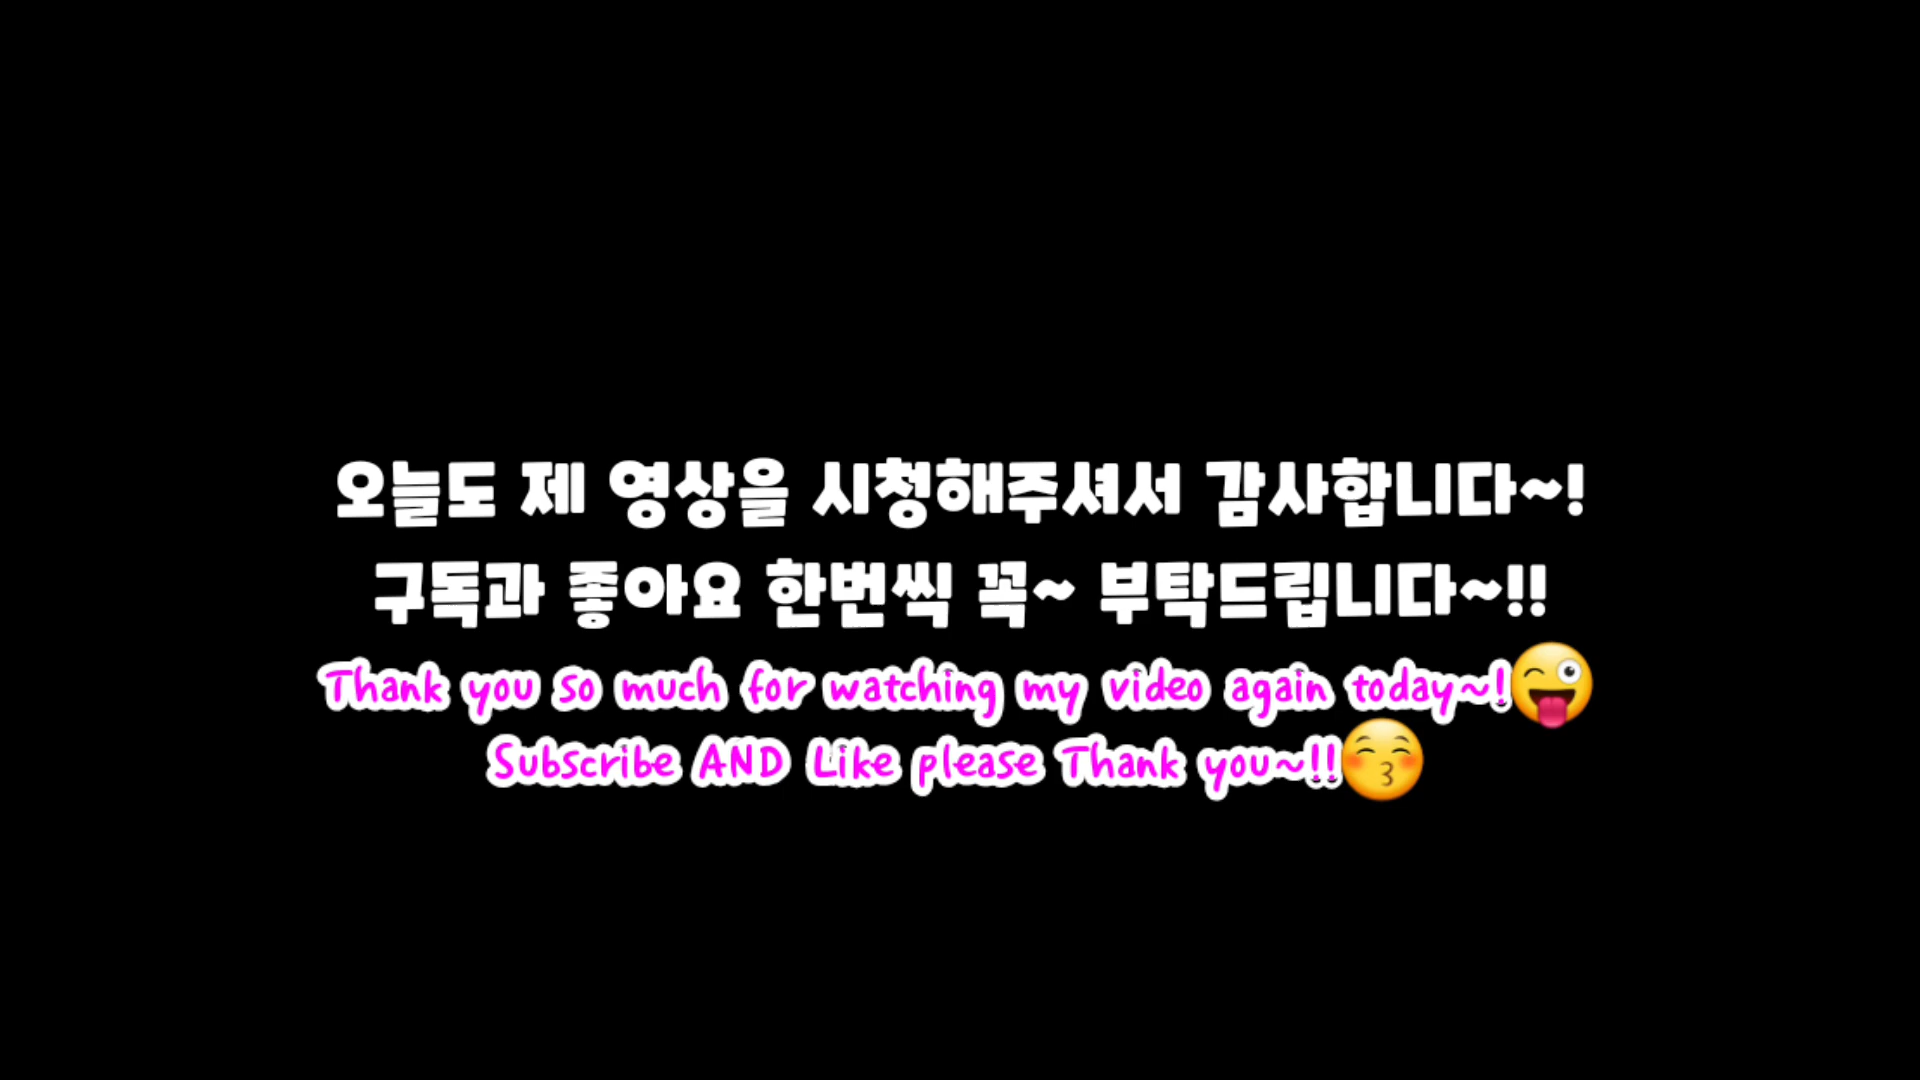 오늘도 제 영상을 시청해주셔서 감사합니다~!
구독과 좋아요 한번씩 꼭~ 부탁드립니다~!!
Thank you so much for watching my video again today~!😜
Subscribe AND Like please Thank you~!!😚